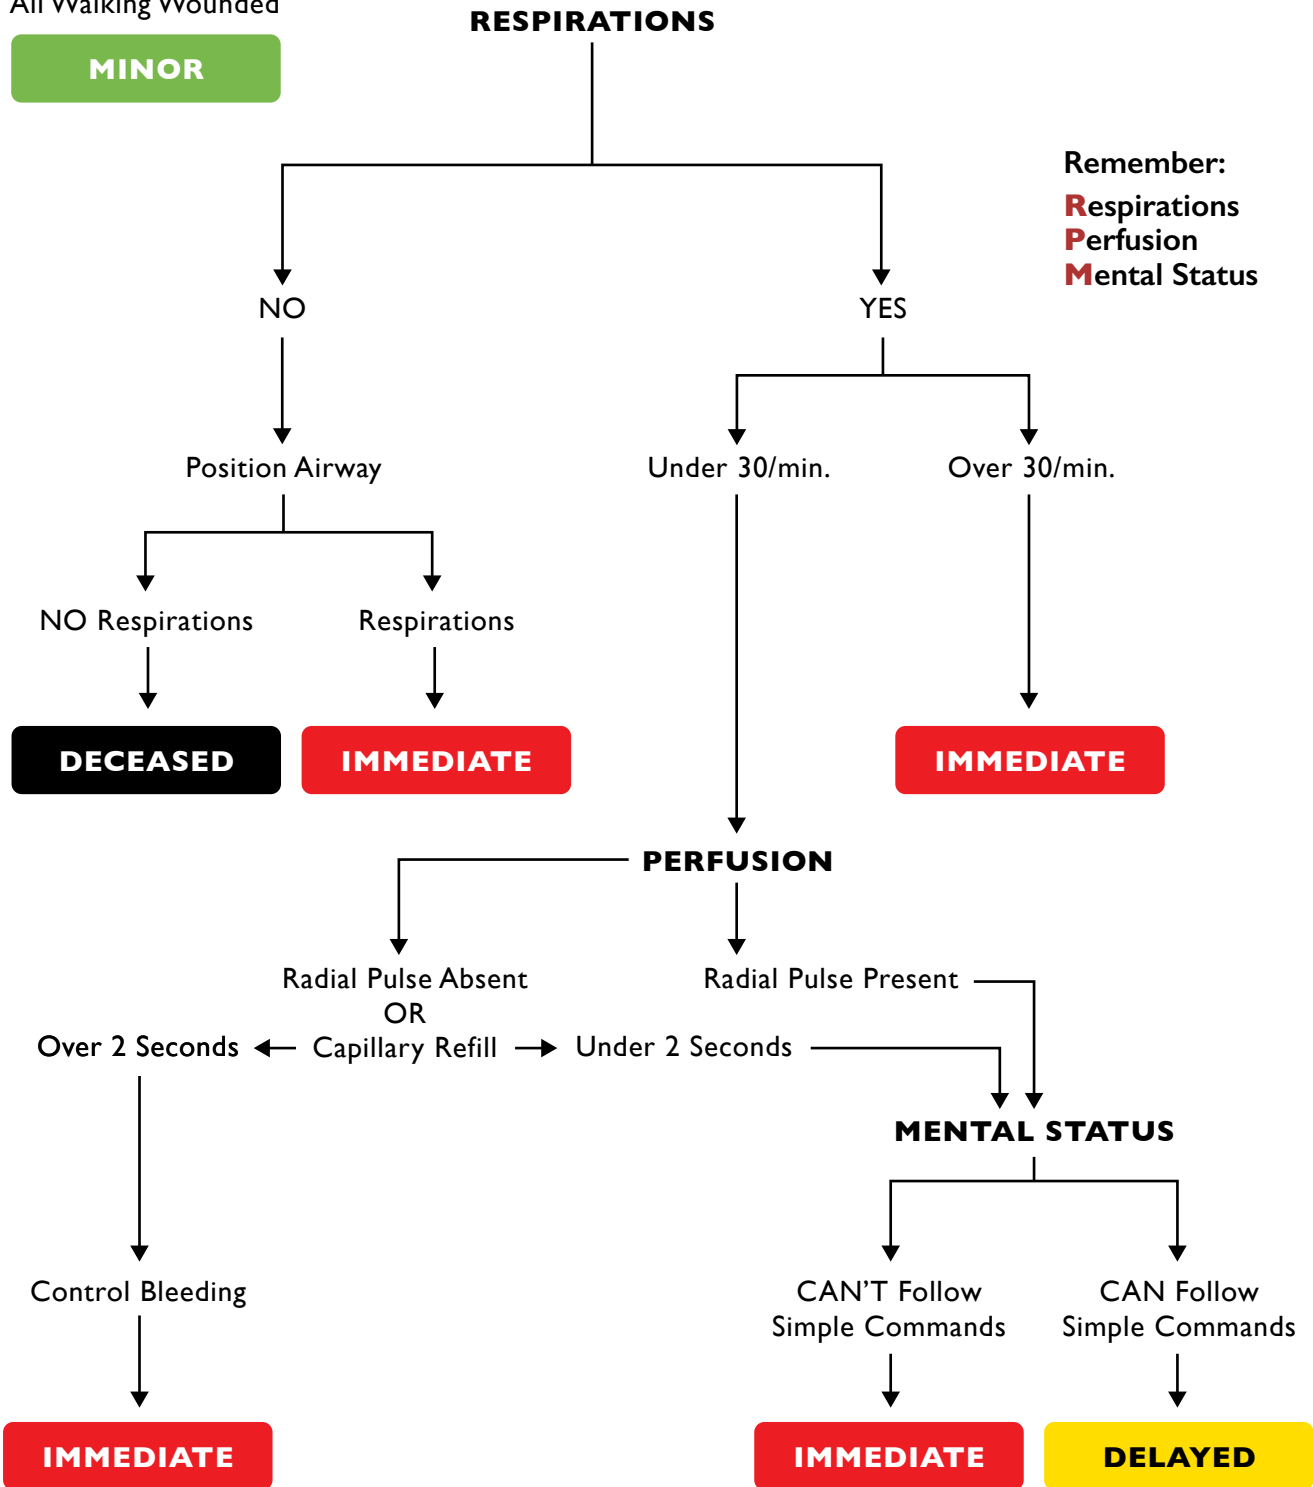 All Walking Wounded
MINOR
RESPIRATIONS
Remember:
Respirations
Perfusion
Mental Status
NO
YES
Position Airway
Under 30/min.
Over 30/min.
NO Respirations
Respirations
DECEASED
IMMEDIATE
IMMEDIATE
PERFUSION
Radial Pulse Absent
OR
Capillary Refill
Radial Pulse Present
Over 2 Seconds
Under 2 Seconds
MENTAL STATUS
Control Bleeding
CAN'T Follow
Simple Commands
CAN Follow
Simple Commands
IMMEDIATE
IMMEDIATE
DELAYED